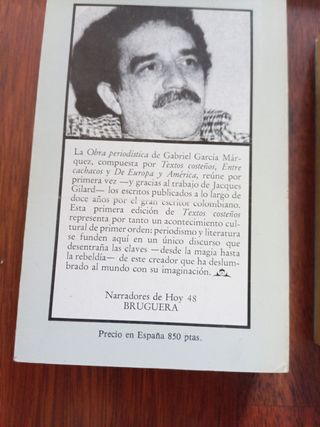 La Obra periodística de Gabriel García Már-
quez, compuesta por Textos costeños, Entre
cachacos y De Europa y América, reúne por
primera vez —y gracias al trabajo de Jacques
Gilard— los escritos publicados a lo largo de
doce años por el gran escritor colombiano.
Esta primera edición de Textos costeños
representa por tanto un acontecimiento cul-
tural de primer orden: periodismo y literatura
se funden aquí en un único discurso que
desentraña las claves —desde la magia hasta
la rebeldía— de este creador que ha deslum-
brado al mundo con su imaginación.
Narradores de Hoy 48
BRUGUERA
Precio en España 850 ptas.